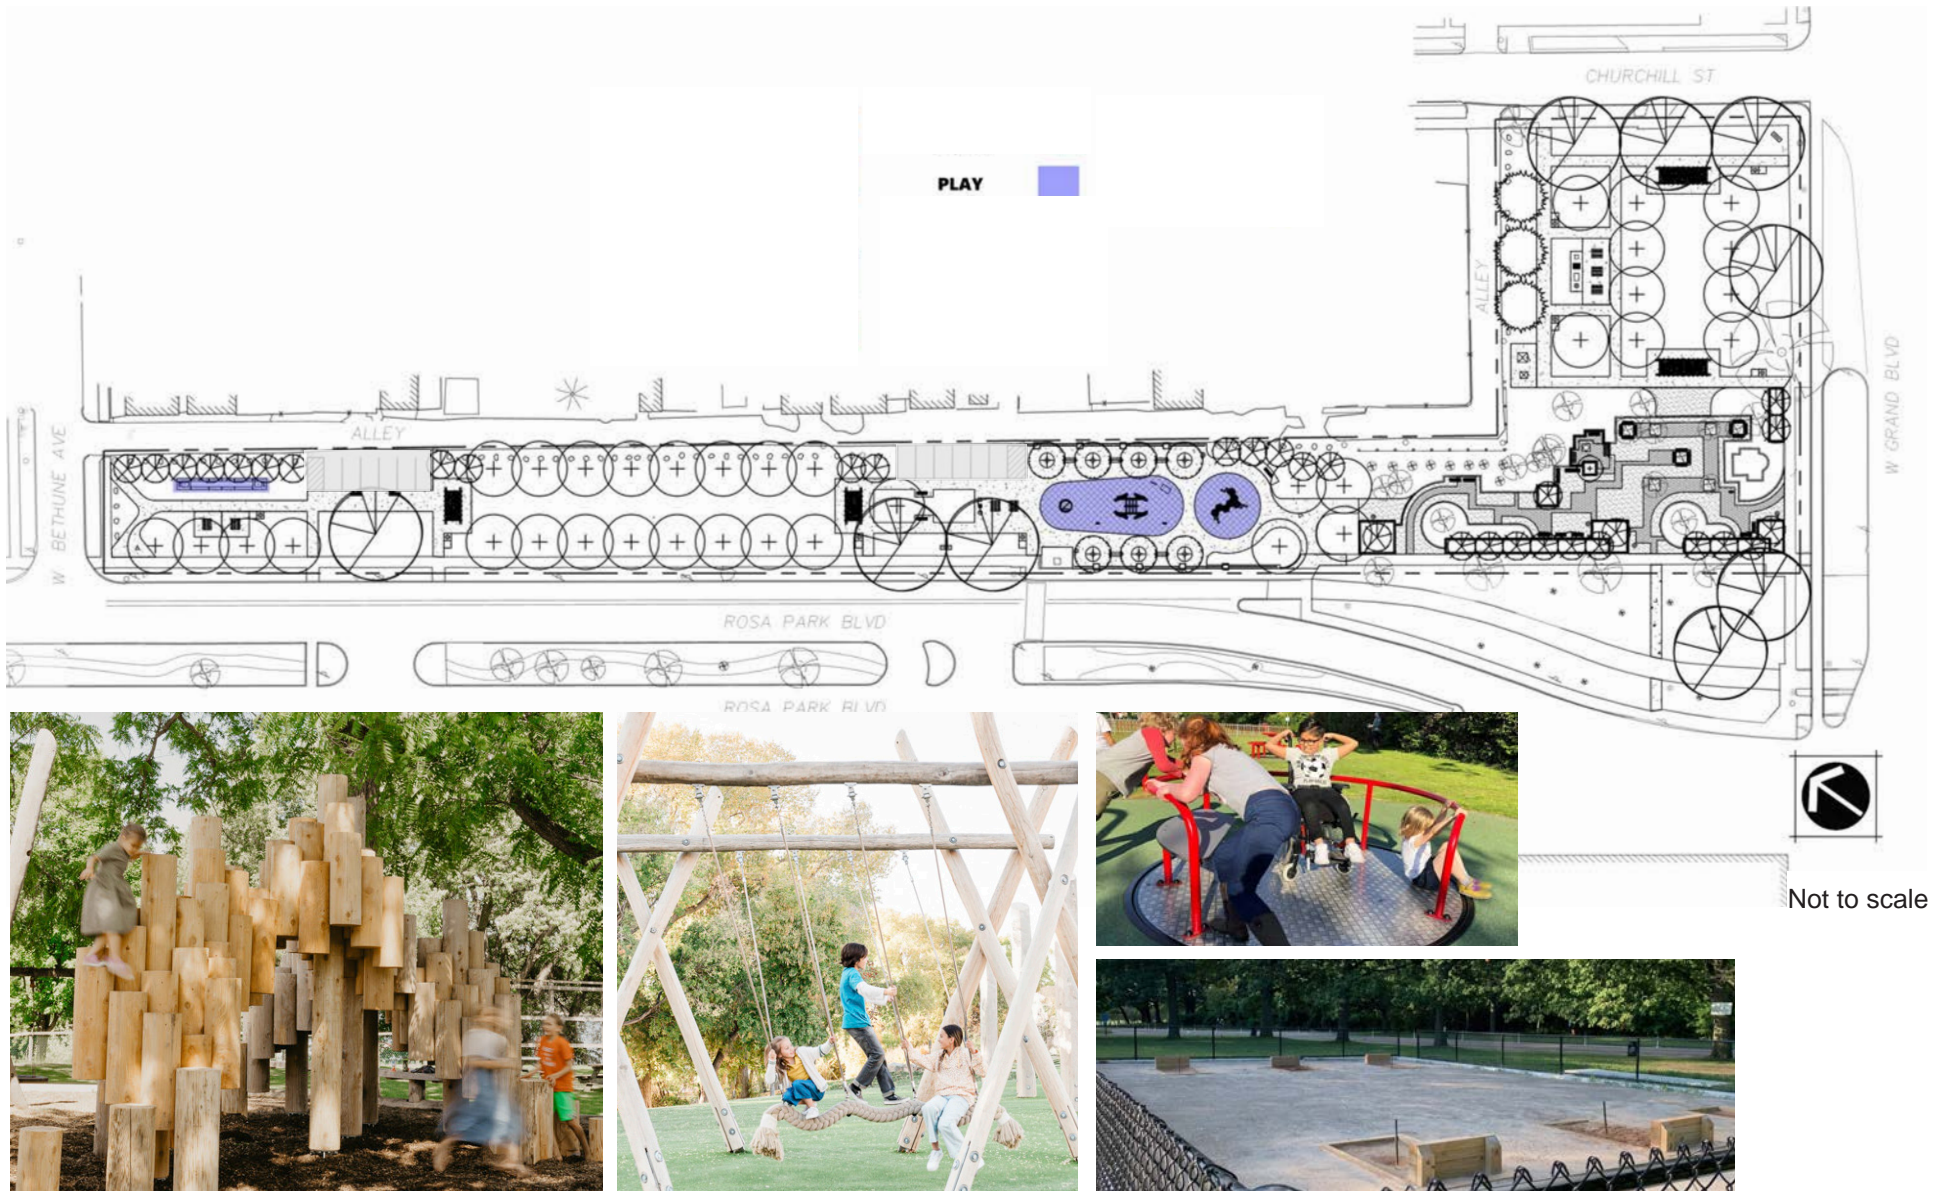 CHURCHILL ST
PLAY
ALLEY
W GRAND BLVD
ALLEY
W BETHUNE AVE
ROSA PARK BLVD
ROSA PARK BLVD
Not to scale